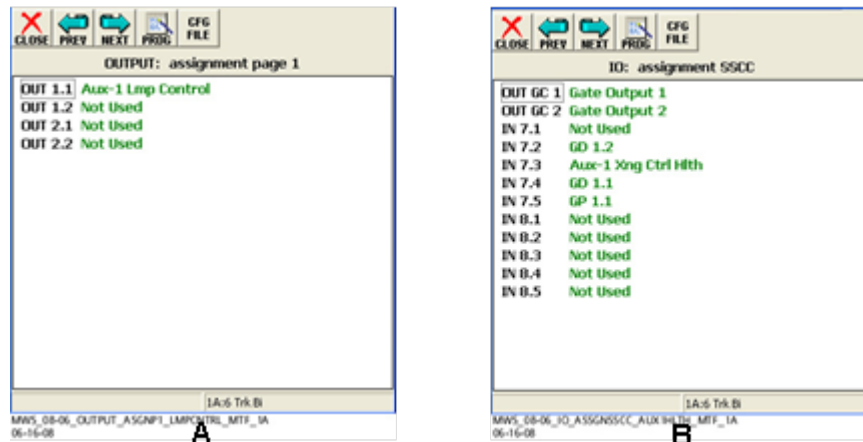 CLOSE PREV NEXT PROG CFG FILE
OUTPUT: assignment page 1
OUT 1.1 Aux-1 Lmp Control
OUT 1.2 Not Used
OUT 2.1 Not Used
OUT 2.2 Not Used
1A:6 Trk Bi
MWS_08-06_OUTPUT_ASGNP1_LMPCNTRL_MTF_1A
06-16-08
A
CLOSE PREV NEXT PROG CFG FILE
IO: assignment SSCC
OUT GC 1 Gate Output 1
OUT GC 2 Gate Output 2
IN 7.1 Not Used
IN 7.2 GD 1.2
IN 7.3 Aux-1 Xng Ctrl Hlth
IN 7.4 GD 1.1
IN 7.5 GP 1.1
IN 8.1 Not Used
IN 8.2 Not Used
IN 8.3 Not Used
IN 8.4 Not Used
IN 8.5 Not Used
1A:6 Trk Bi
MWS_08-06_IO_ASSGNSSCC_AUX1HLTH_MTF_1A
06-16-08
B